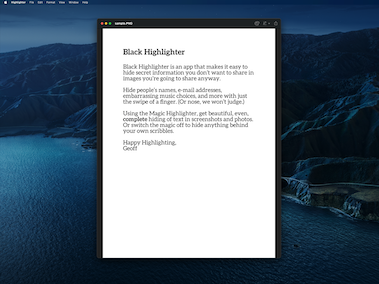 Highlighter File Edit Format View Window Help
sample.PNG
Black Highlighter
Black Highlighter is an app that makes it easy to
hide secret information you don't want to share in
images you're going to share anyway.
Hide people's names, e-mail addresses,
embarrassing music choices, and more with just
the swipe of a finger. (Or nose, we won't judge.)
Using the Magic Highlighter, get beautiful, even,
complete hiding of text in screenshots and photos.
Or switch the magic off to hide anything behind
your own scribbles.
Happy Highlighting,
Geoff